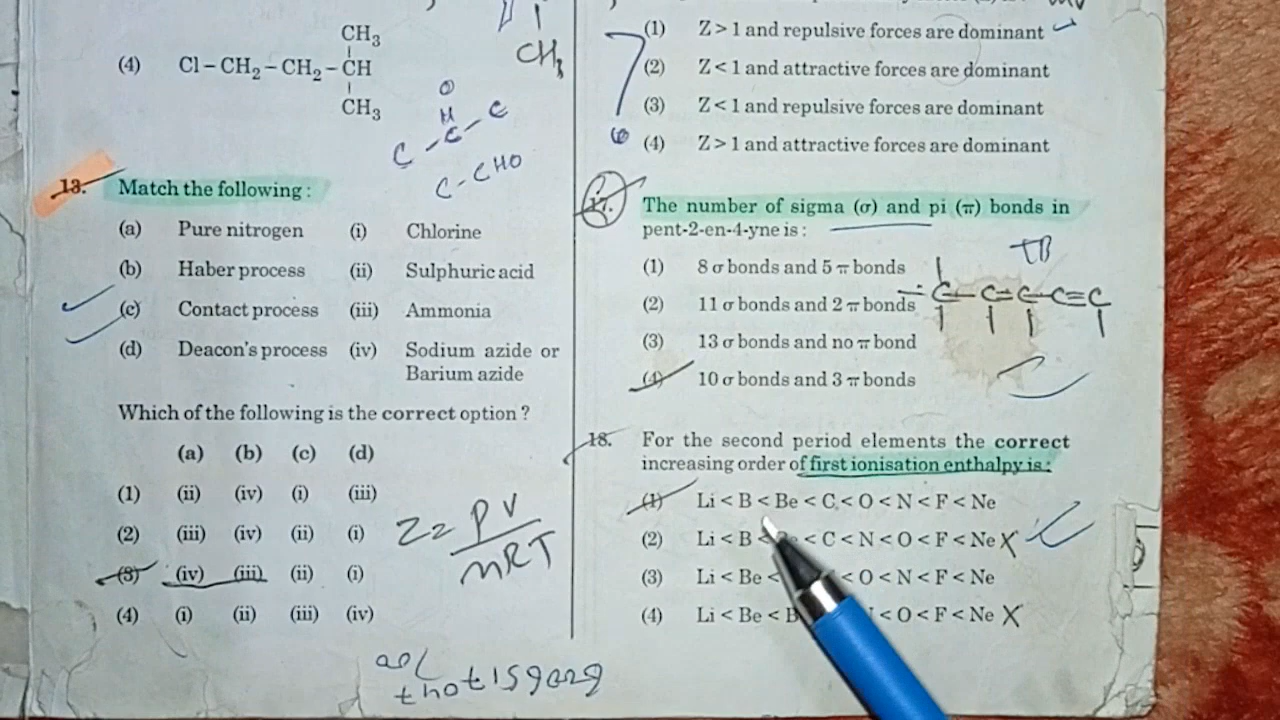 CH3
(4) Cl – CH2 – CH2 – CH
CH3
CH3
O
C – C – C
C – CHO
13. Match the following :
(a) Pure nitrogen (i) Chlorine
(b) Haber process (ii) Sulphuric acid
(c) Contact process (iii) Ammonia
(d) Deacon's process (iv) Sodium azide or
Barium azide
Which of the following is the correct option ?
(a) (b) (c) (d)
(1) (ii) (iv) (i) (iii)
(2) (iii) (iv) (ii) (i)
(3) (iv) (iii) (ii) (i)
(4) (i) (ii) (iii) (iv)
Z = PV
nRT
(1) Z > 1 and repulsive forces are dominant
(2) Z < 1 and attractive forces are dominant
(3) Z < 1 and repulsive forces are dominant
(4) Z > 1 and attractive forces are dominant
17. The number of sigma (σ) and pi (π) bonds in
pent-2-en-4-yne is :
(1) 8 σ bonds and 5 π bonds
(2) 11 σ bonds and 2 π bonds
(3) 13 σ bonds and no π bond
(4) 10 σ bonds and 3 π bonds
C – C = C – C ≡ C
18. For the second period elements the correct
increasing order of first ionisation enthalpy is :
(1) Li < B < Be < C < O < N < F < Ne
(2) Li < B < C < N < O < F < Ne
(3) Li < Be < < O < N < F < Ne
(4) Li < Be < B < O < F < Ne